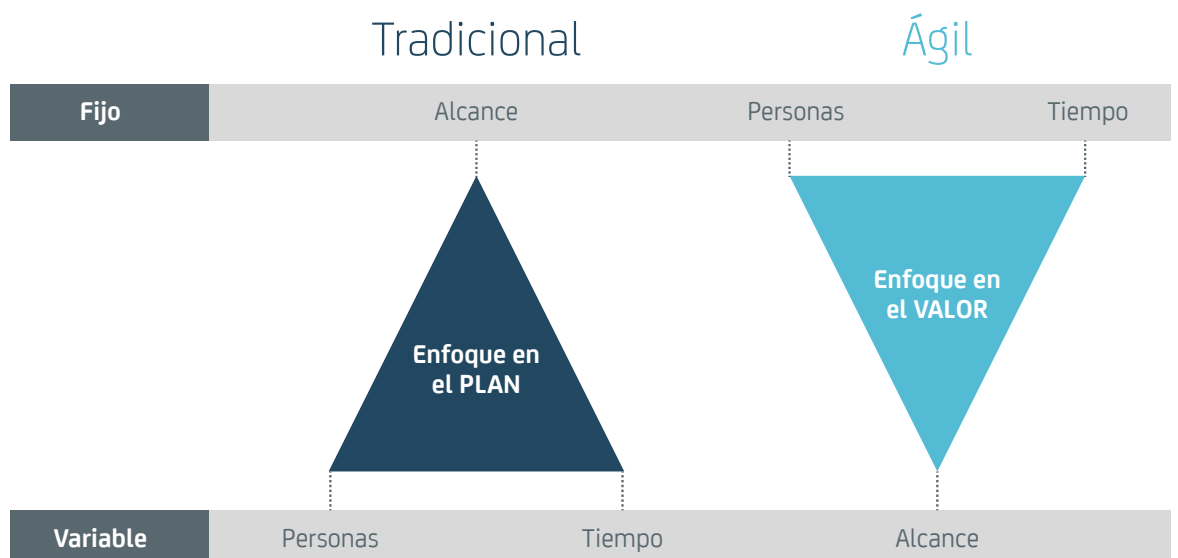 Tradicional Ágil
Fijo Alcance Personas Tiempo
Enfoque en
el VALOR
Enfoque en
el PLAN
Variable Personas Tiempo Alcance